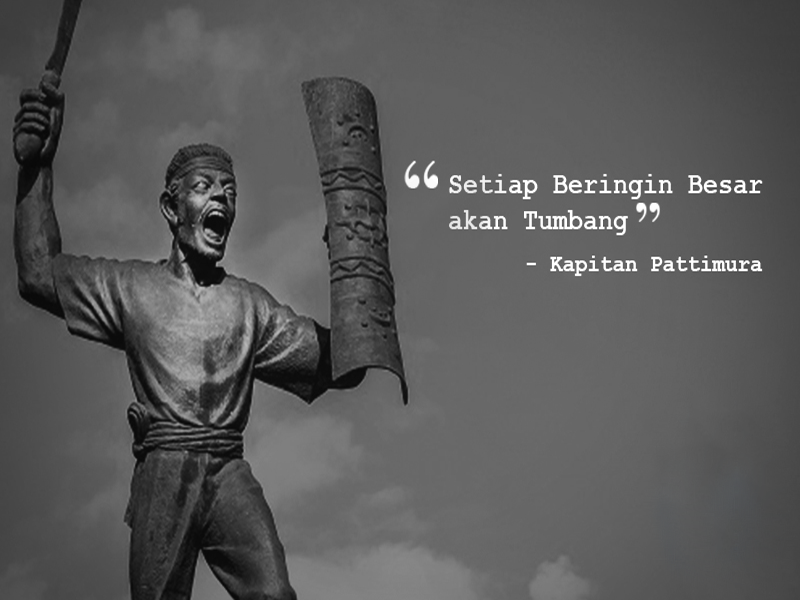 “ Setiap Beringin Besar
akan Tumbang ”
- Kapitan Pattimura